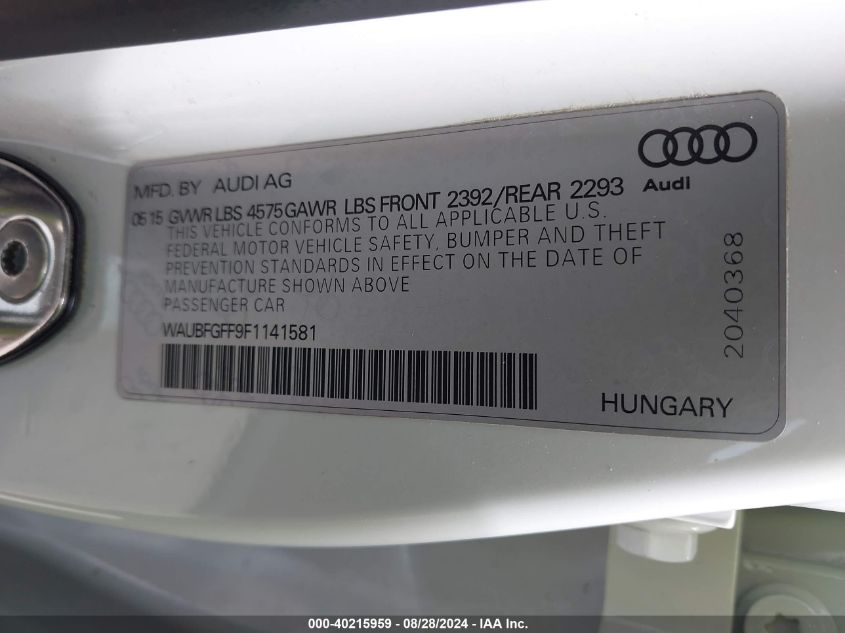 Audi
MFD. BY AUDI AG
05 15 GVWR LBS 4575 GAWR LBS FRONT 2392/REAR 2293
THIS VEHICLE CONFORMS TO ALL APPLICABLE U.S.
FEDERAL MOTOR VEHICLE SAFETY, BUMPER AND THEFT
PREVENTION STANDARDS IN EFFECT ON THE DATE OF
MANUFACTURE SHOWN ABOVE
PASSENGER CAR
WAUBFGFF9F1141581
HUNGARY
2040368
000-40215959 - 08/28/2024 - IAA Inc.